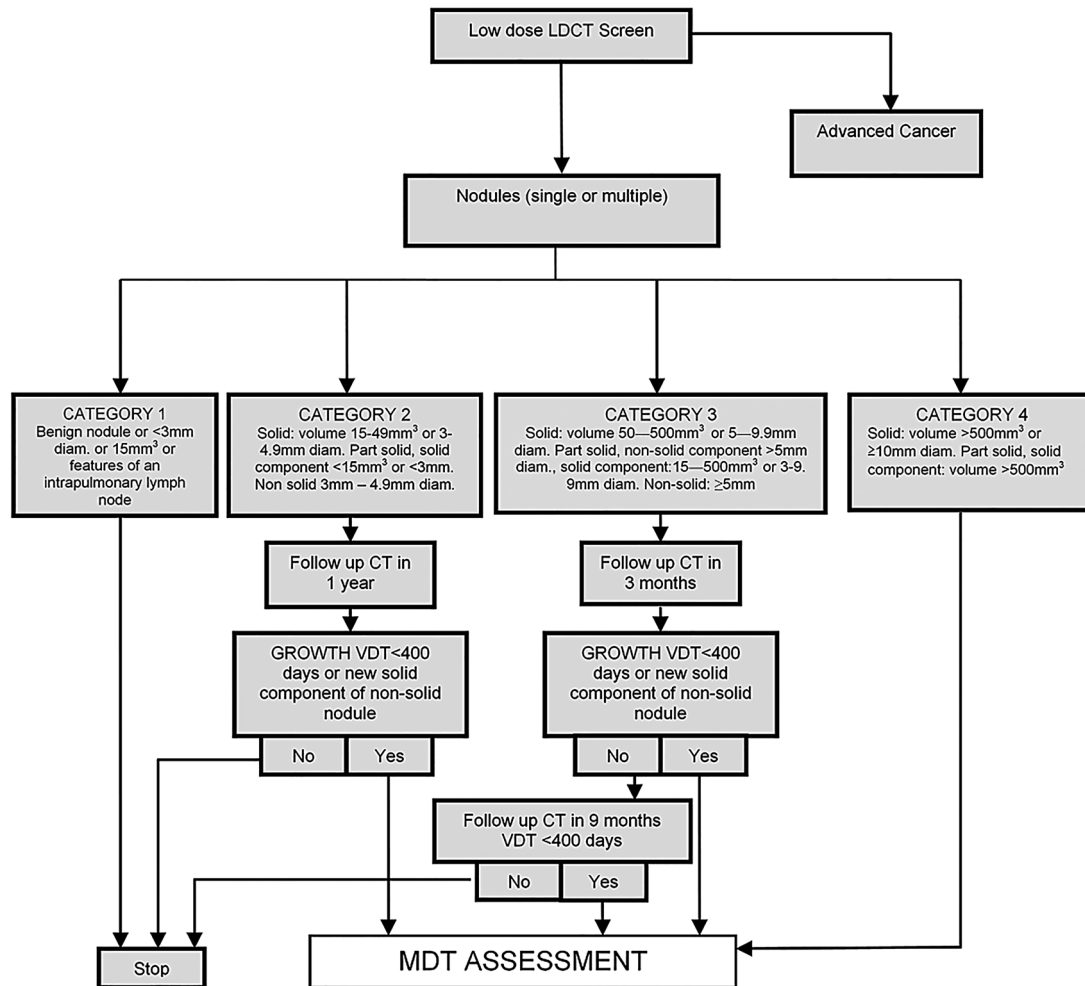 Low dose LDCT Screen
Advanced Cancer
Nodules (single or multiple)
CATEGORY 1
Benign nodule or <3mm
diam. or 15mm³ or
features of an
intrapulmonary lymph
node
CATEGORY 2
Solid: volume 15-49mm³ or 3-
4.9mm diam. Part solid, solid
component <15mm³ or <3mm.
Non solid 3mm – 4.9mm diam.
CATEGORY 3
Solid: volume 50—500mm³ or 5—9.9mm
diam. Part solid, non-solid component >5mm
diam., solid component:15—500mm³ or 3-9.
9mm diam. Non-solid: ≥5mm
CATEGORY 4
Solid: volume >500mm³ or
≥10mm diam. Part solid, solid
component: volume >500mm³
Follow up CT in
1 year
Follow up CT in
3 months
GROWTH VDT<400
days or new solid
component of non-solid
nodule
No
Yes
GROWTH VDT<400
days or new solid
component of non-solid
nodule
No
Yes
Follow up CT in 9 months
VDT <400 days
No
Yes
Stop
MDT ASSESSMENT